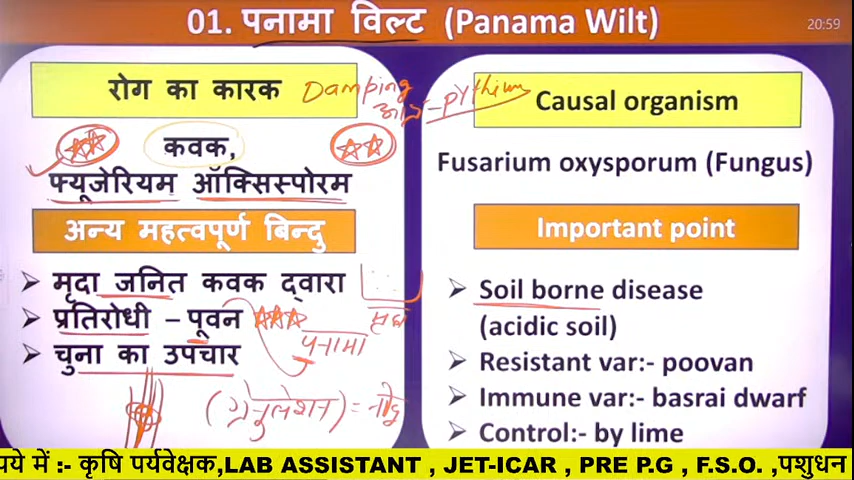 01. पनामा विल्ट (Panama Wilt)
20:59
रोग का कारक
Damping
ऑफ – pythium
कवक,
फ्यूजेरियम ऑक्सिस्पोरम
अन्य महत्वपूर्ण बिन्दु
➢ मृदा जनित कवक द्वारा
मृदा
➢ प्रतिरोधी – पूवन
पनामा
➢ चुना का उपचार
(ग्रेनुलेशन) = नींबू
Causal organism
Fusarium oxysporum (Fungus)
Important point
➢ Soil borne disease
(acidic soil)
➢ Resistant var:- poovan
➢ Immune var:- basrai dwarf
➢ Control:- by lime
पये में :- कृषि पर्यवेक्षक,LAB ASSISTANT , JET-ICAR , PRE P.G , F.S.O. ,पशुधन